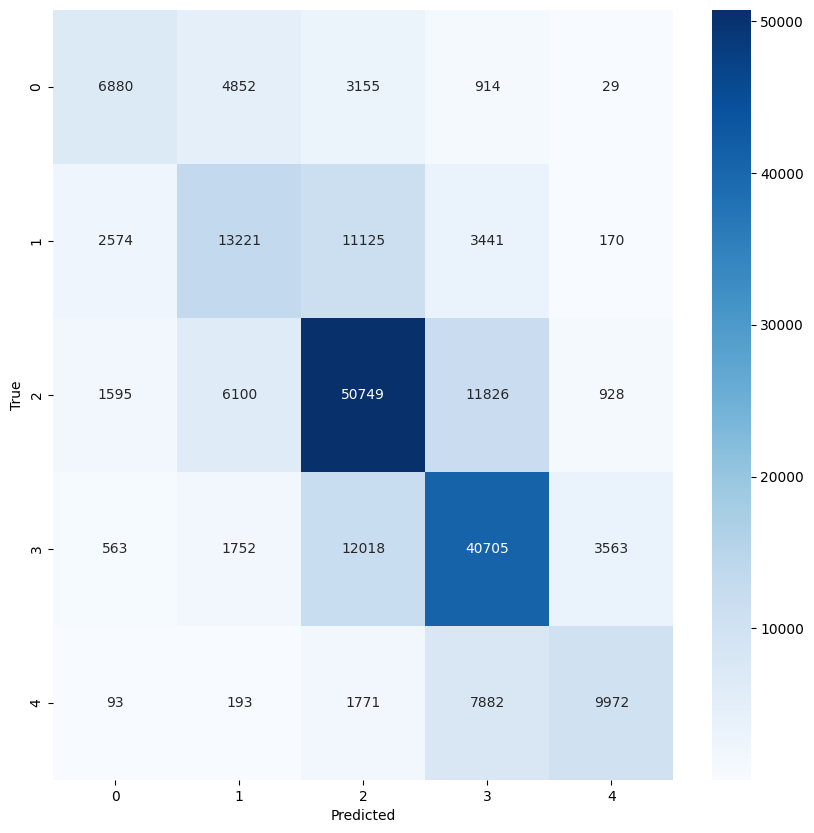 0 6880 4852 3155 914 29
1 2574 13221 11125 3441 170
2 1595 6100 50749 11826 928
3 563 1752 12018 40705 3563
4 93 193 1771 7882 9972
0 1 2 3 4
Predicted
True
50000
40000
30000
20000
10000